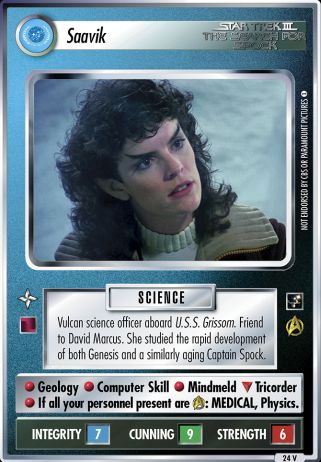 Saavik
STAR TREK III
THE SEARCH FOR
SPOCK
NOT ENDORSED BY CBS OR PARAMOUNT PICTURES
SCIENCE
Vulcan science officer aboard U.S.S. Grissom. Friend
to David Marcus. She studied the rapid development
of both Genesis and a similarly aging Captain Spock.
Geology Computer Skill Mindmeld Tricorder
If all your personnel present are : MEDICAL, Physics.
INTEGRITY 7 CUNNING 9 STRENGTH 6
24 V